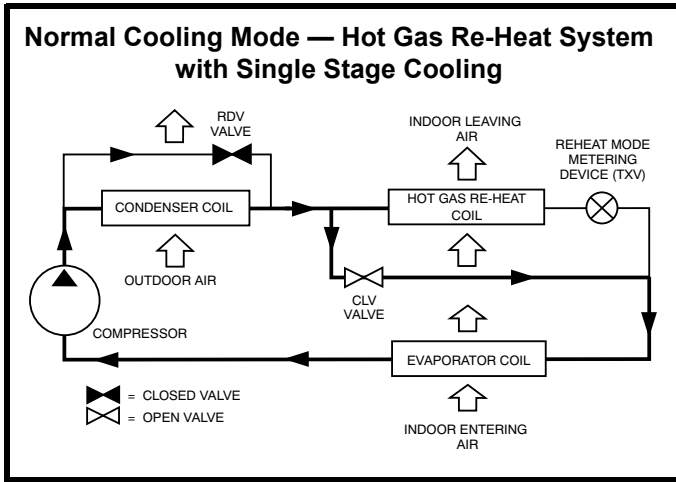 Normal Cooling Mode — Hot Gas Re-Heat System
with Single Stage Cooling
RDV
VALVE
INDOOR LEAVING
AIR
REHEAT MODE
METERING
DEVICE (TXV)
CONDENSER COIL
HOT GAS RE-HEAT
COIL
OUTDOOR AIR
CLV
VALVE
COMPRESSOR
EVAPORATOR COIL
= CLOSED VALVE
= OPEN VALVE
INDOOR ENTERING
AIR